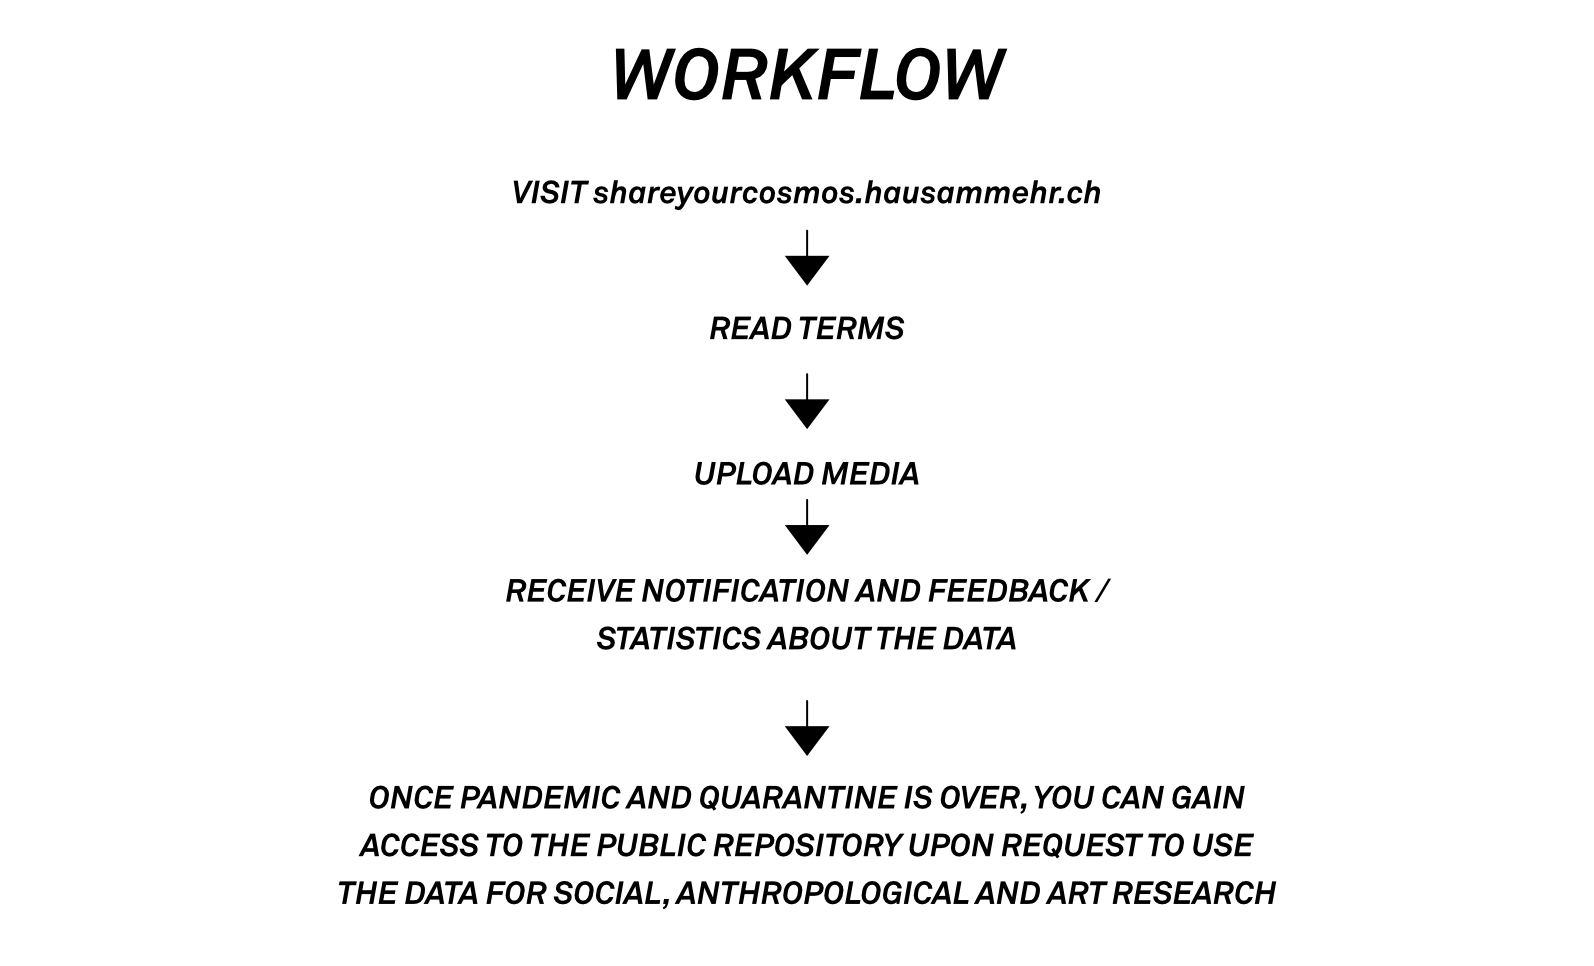 WORKFLOW
VISIT shareyourcosmos.hausammehr.ch
READ TERMS
UPLOAD MEDIA
RECEIVE NOTIFICATION AND FEEDBACK /
STATISTICS ABOUT THE DATA
ONCE PANDEMIC AND QUARANTINE IS OVER, YOU CAN GAIN
ACCESS TO THE PUBLIC REPOSITORY UPON REQUEST TO USE
THE DATA FOR SOCIAL, ANTHROPOLOGICAL AND ART RESEARCH